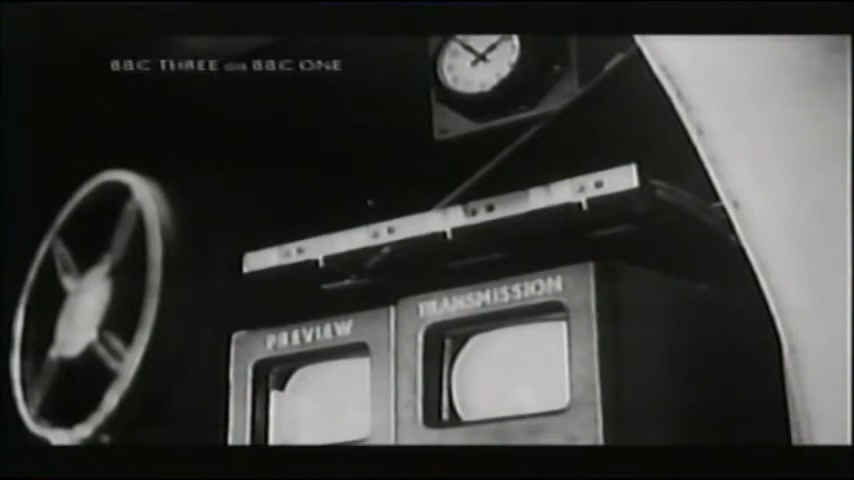 BBC THREE on BBC ONE
PREVIEW
TRANSMISSION